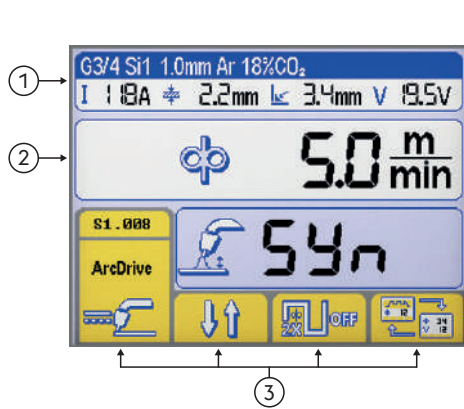 G3/4 Si1 1.0mm Ar 18%CO₂
I 118A 2.2mm 3.4mm V 19.5V
5.0 m/min
S1.008
ArcDrive
Syn
2X OFF
1
2
3